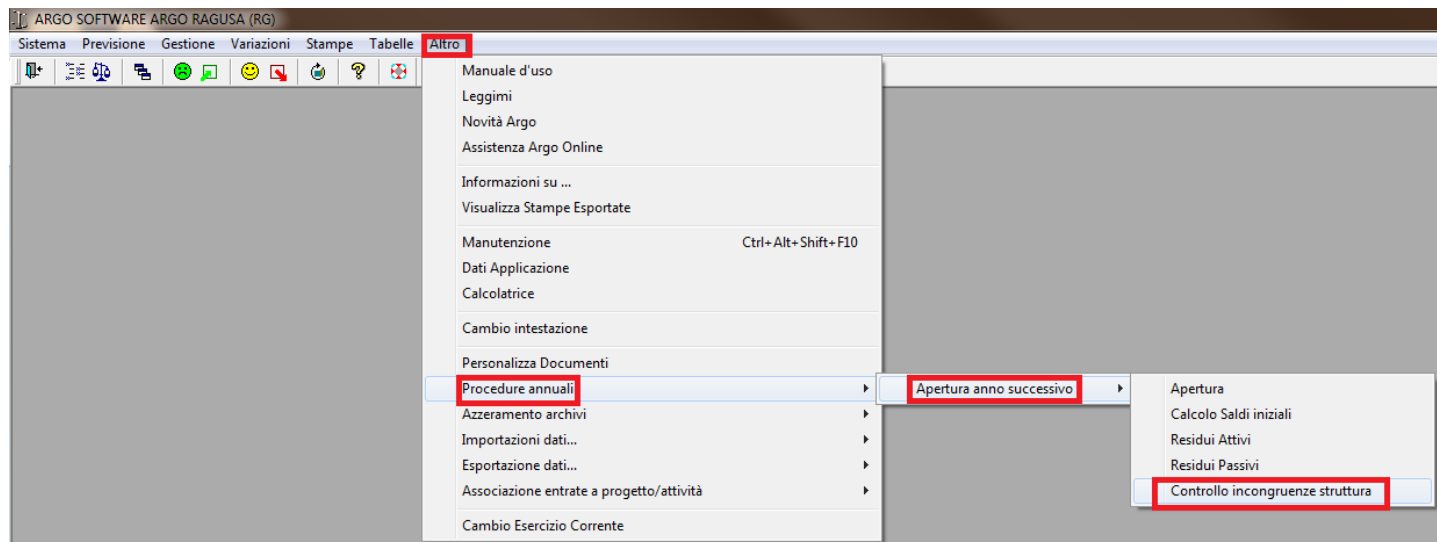 ARGO SOFTWARE ARGO RAGUSA (RG)
Sistema Previsione Gestione Variazioni Stampe Tabelle Altro
Manuale d'uso
Leggimi
Novità Argo
Assistenza Argo Online
Informazioni su ...
Visualizza Stampe Esportate
Manutenzione Ctrl+Alt+Shift+F10
Dati Applicazione
Calcolatrice
Cambio intestazione
Personalizza Documenti
Procedure annuali
Azzeramento archivi
Importazioni dati...
Esportazione dati...
Associazione entrate a progetto/attività
Cambio Esercizio Corrente
Apertura anno successivo
Apertura
Calcolo Saldi iniziali
Residui Attivi
Residui Passivi
Controllo incongruenze struttura